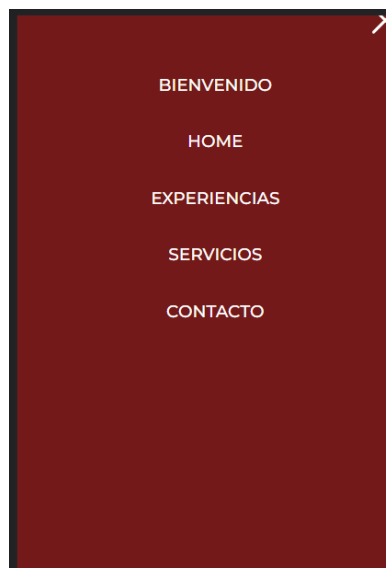 BIENVENIDO
HOME
EXPERIENCIAS
SERVICIOS
CONTACTO